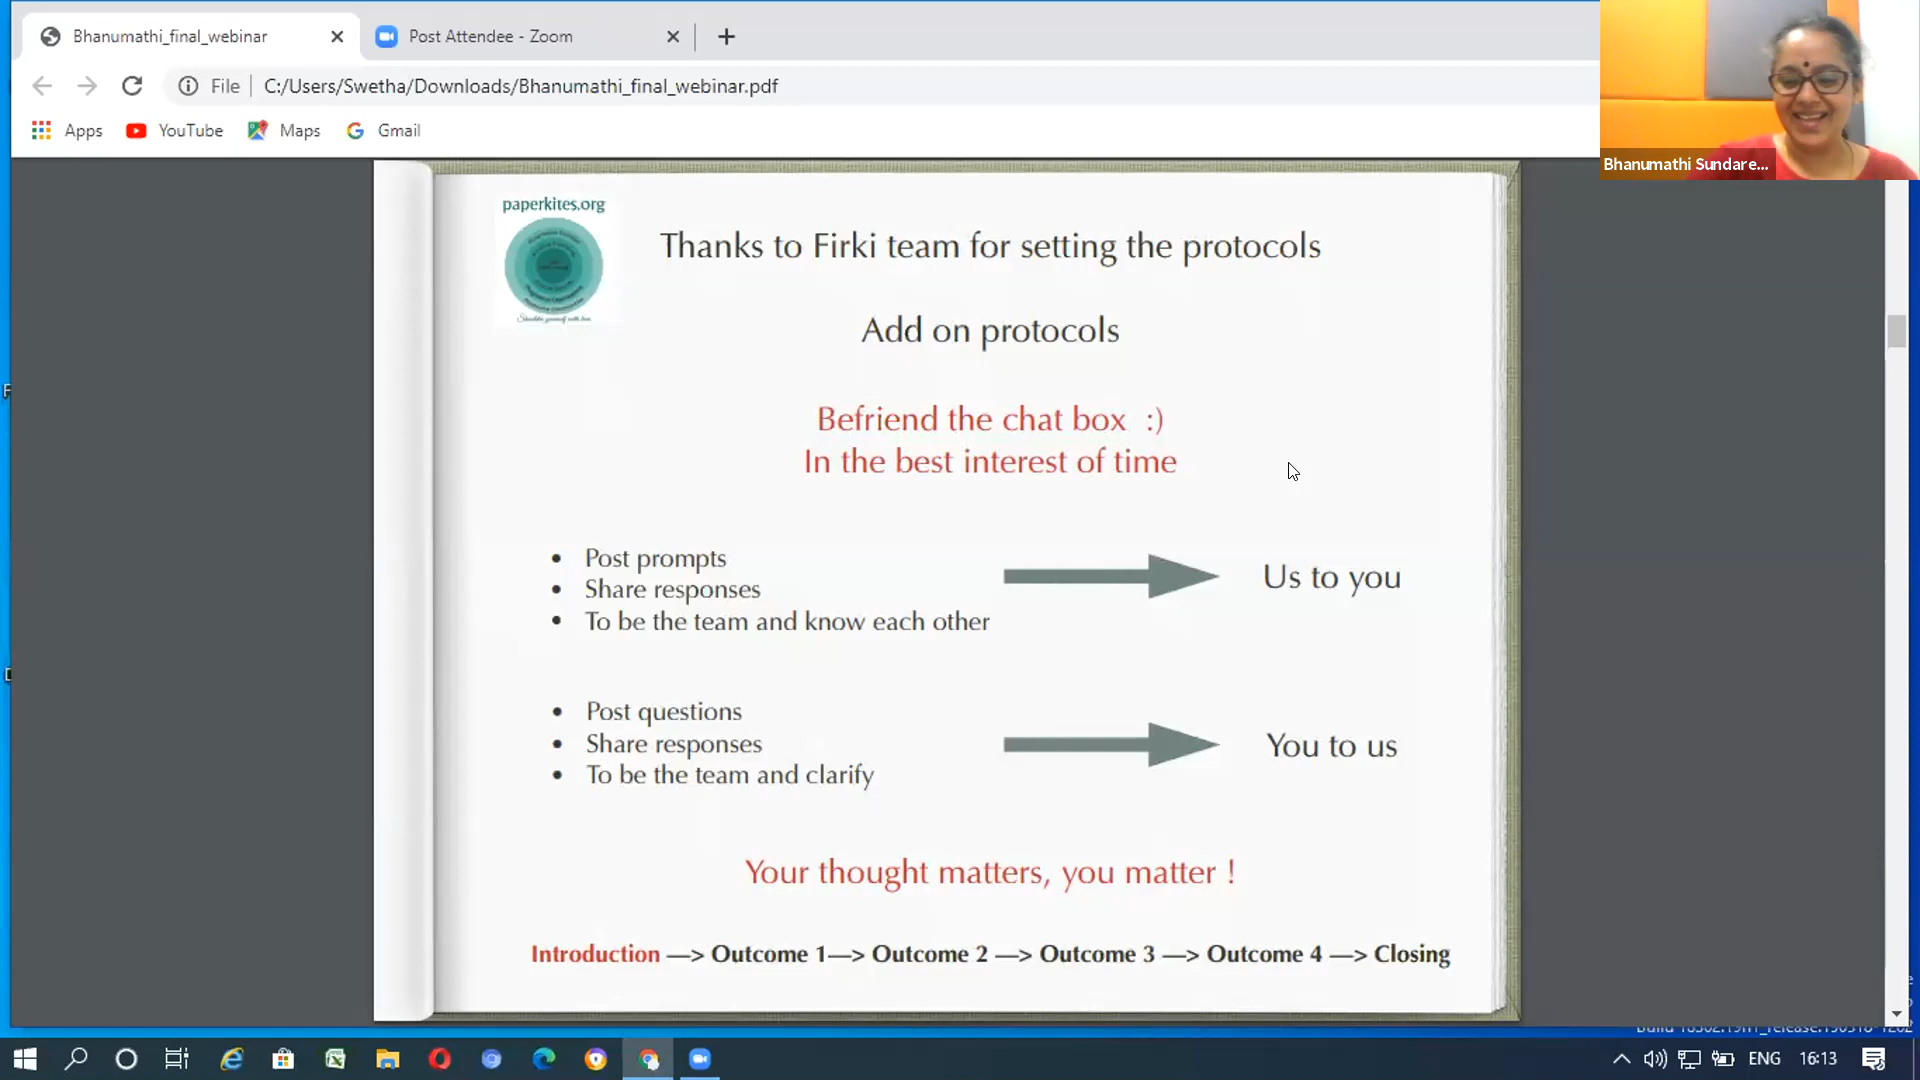 Bhanumathi_final_webinar
Post Attendee - Zoom
File
C:/Users/Swetha/Downloads/Bhanumathi_final_webinar.pdf
Apps
YouTube
Maps
Gmail
Bhanumathi Sundare...
paperkites.org
Thanks to Firki team for setting the protocols
Add on protocols
Befriend the chat box :)
In the best interest of time
• Post prompts
• Share responses
• To be the team and know each other
Us to you
• Post questions
• Share responses
• To be the team and clarify
You to us
Your thought matters, you matter !
Introduction —> Outcome 1—> Outcome 2 —> Outcome 3 —> Outcome 4 —> Closing
ENG
16:13